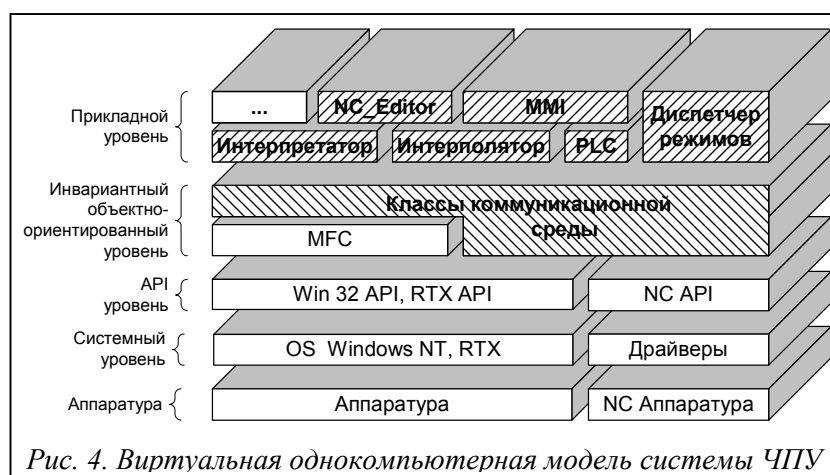 Прикладной
уровень
...
NC_Editor
MMI
Диспетчер
режимов
Интерпретатор
Интерполятор
PLC
Инвариантный
объектно-
ориентированный
уровень
Классы коммуникационной
среды
MFC
API
уровень
Win 32 API, RTX API
NC API
Системный
уровень
OS Windows NT, RTX
Драйверы
Аппаратура
Аппаратура
NC Аппаратура
Рис. 4. Виртуальная однокомпьютерная модель системы ЧПУ